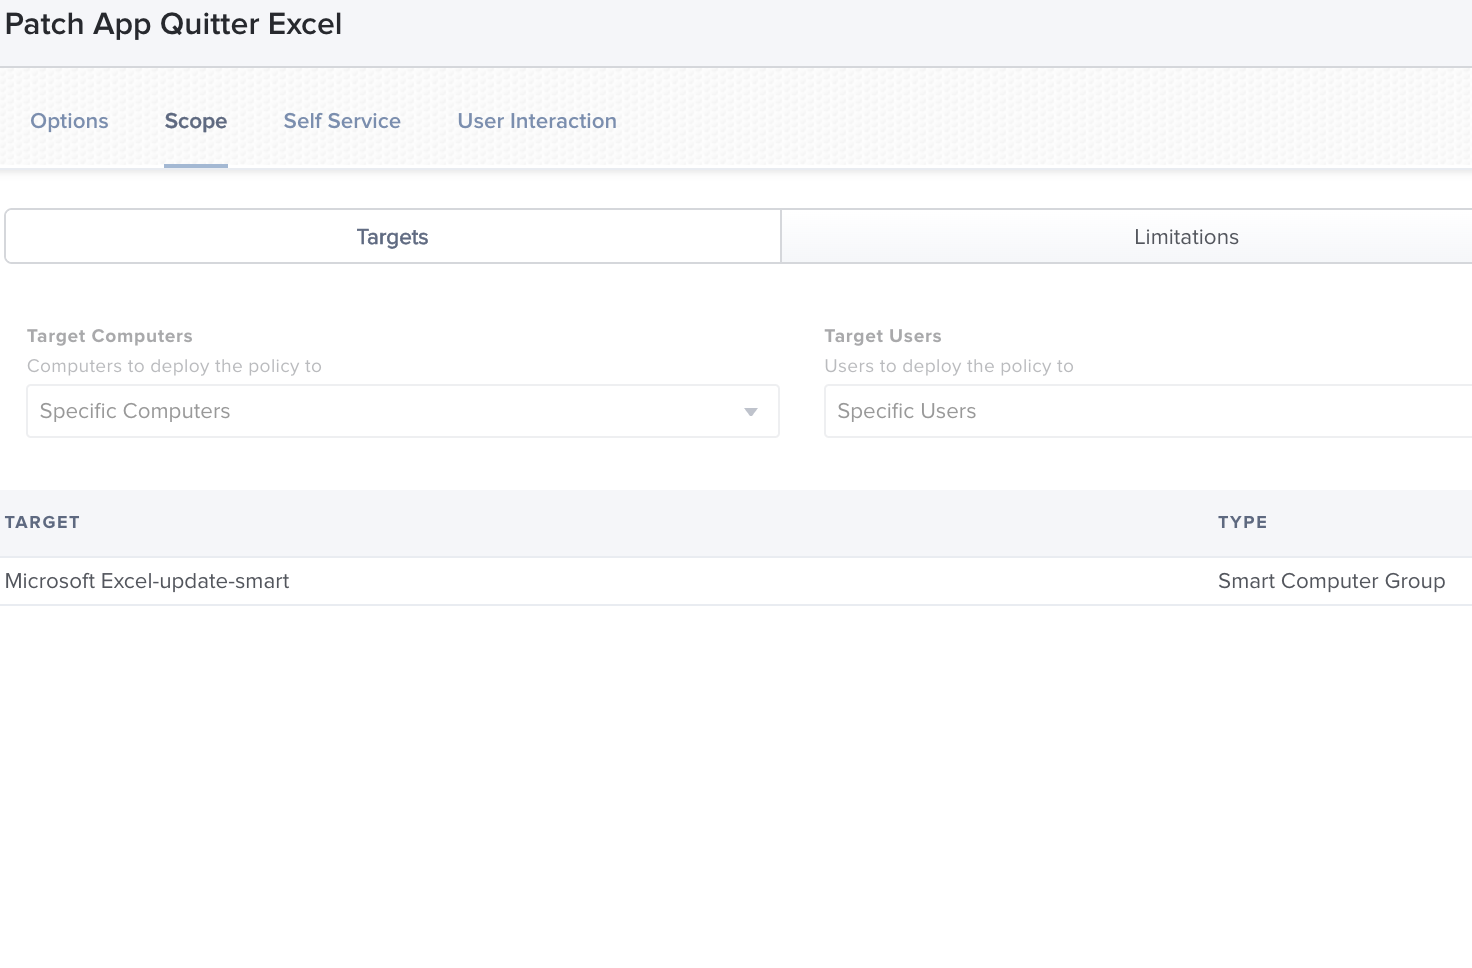 Patch App Quitter Excel
Options Scope Self Service User Interaction
Targets Limitations
Target Computers Target Users
Computers to deploy the policy to Users to deploy the policy to
Specific Computers Specific Users
TARGET TYPE
Microsoft Excel-update-smart Smart Computer Group